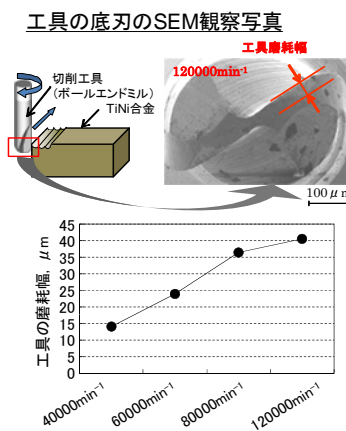 工具の底刃のSEM観察写真
工具磨耗幅
120000min⁻¹
切削工具
(ボールエンドミル)
TiNi合金
100μm
工具の磨耗幅, μm
45
40
35
30
25
20
15
10
5
0
40000min⁻¹
60000min⁻¹
80000min⁻¹
120000min⁻¹